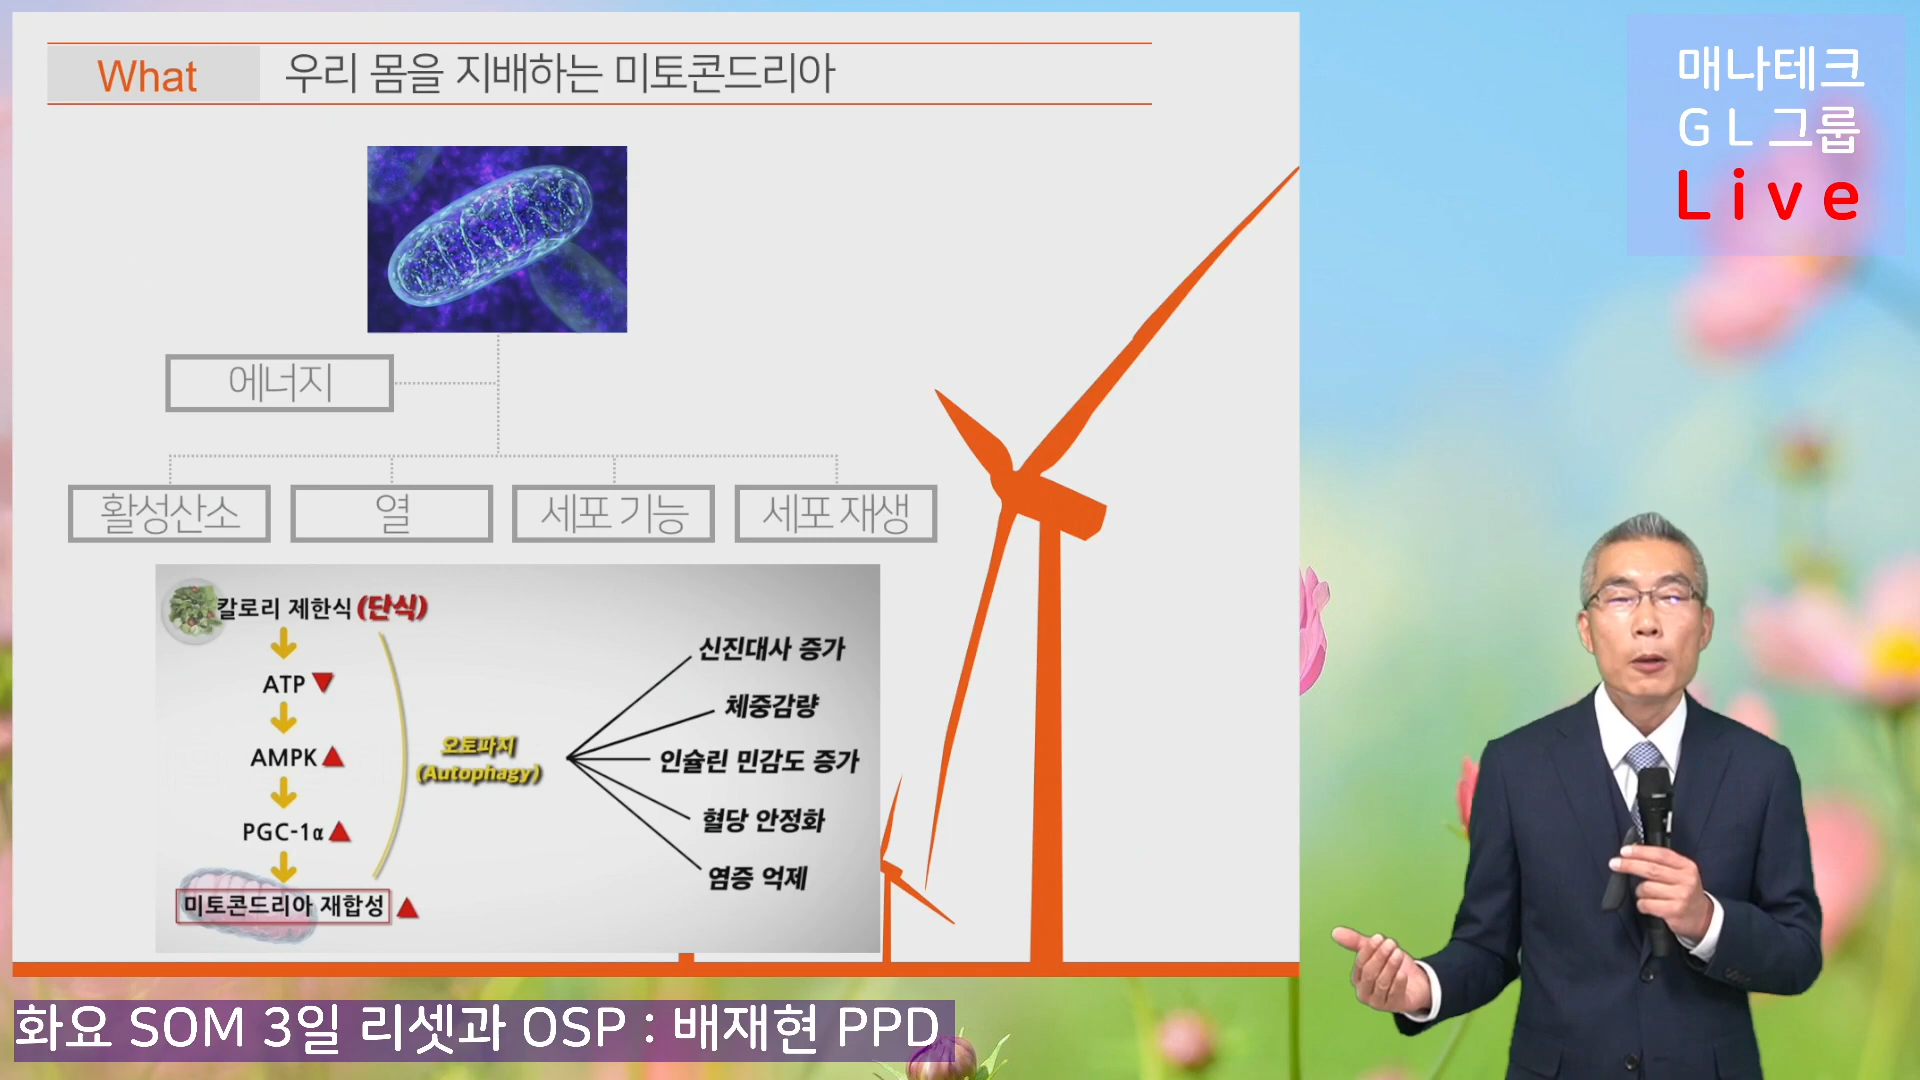 What
우리 몸을 지배하는 미토콘드리아
매나테크
G L 그룹
Live
에너지
활성산소
열
세포 기능
세포 재생
칼로리 제한식 (단식)
ATP
AMPK
PGC-1α
미토콘드리아 재합성
오토파지
(Autophagy)
신진대사 증가
체중감량
인슐린 민감도 증가
혈당 안정화
염증 억제
화요 SOM 3일 리셋과 OSP : 배재현 PPD